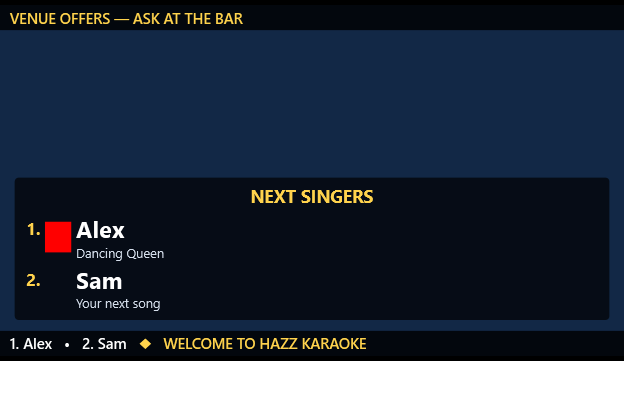 VENUE OFFERS — ASK AT THE BAR
NEXT SINGERS
1. Alex
Dancing Queen
2. Sam
Your next song
1. Alex • 2. Sam ◆ WELCOME TO HAZZ KARAOKE